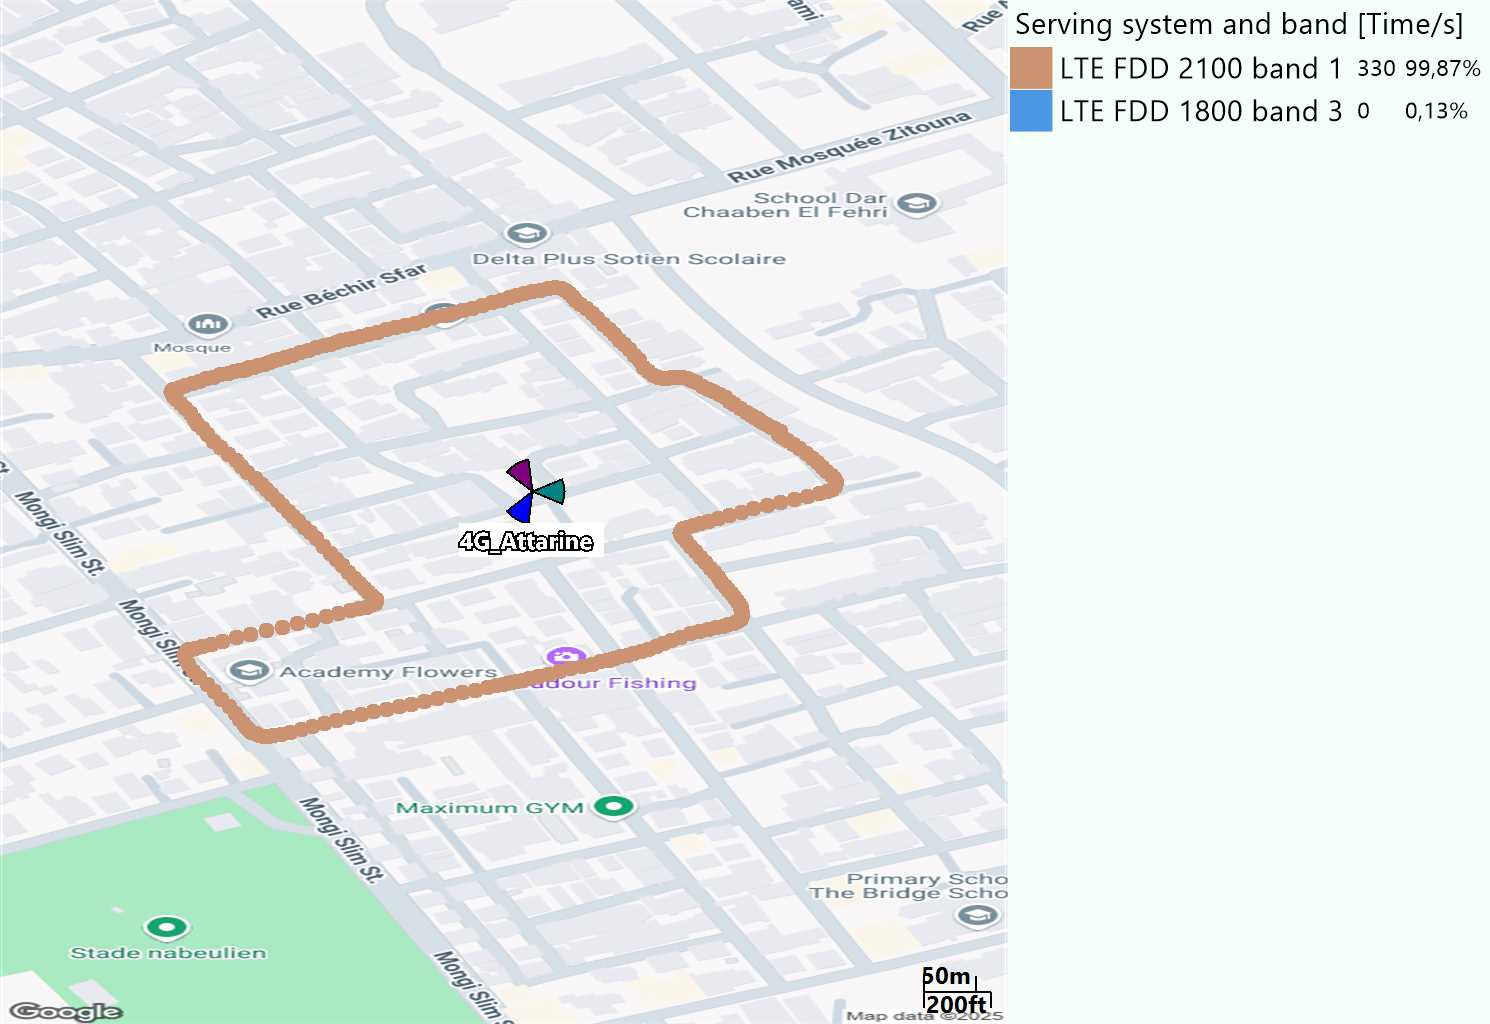 Serving system and band [Time/s]
LTE FDD 2100 band 1 330 99,87%
LTE FDD 1800 band 3 0 0,13%
Rue Mosquée Zitouna
School Dar
Chaaben El Fehri
Delta Plus Sotien Scolaire
Rue Béchir Sfar
Mosque
Mongi Slim St.
4G_Attarine
Mongi
Academy Flowers
Fishing
Maximum GYM
Mongi Slim St.
Primary Scho
The Bridge Scho
Stade nabeulien
Mongi Slim S
50m
200ft
Google
Map data ©2025